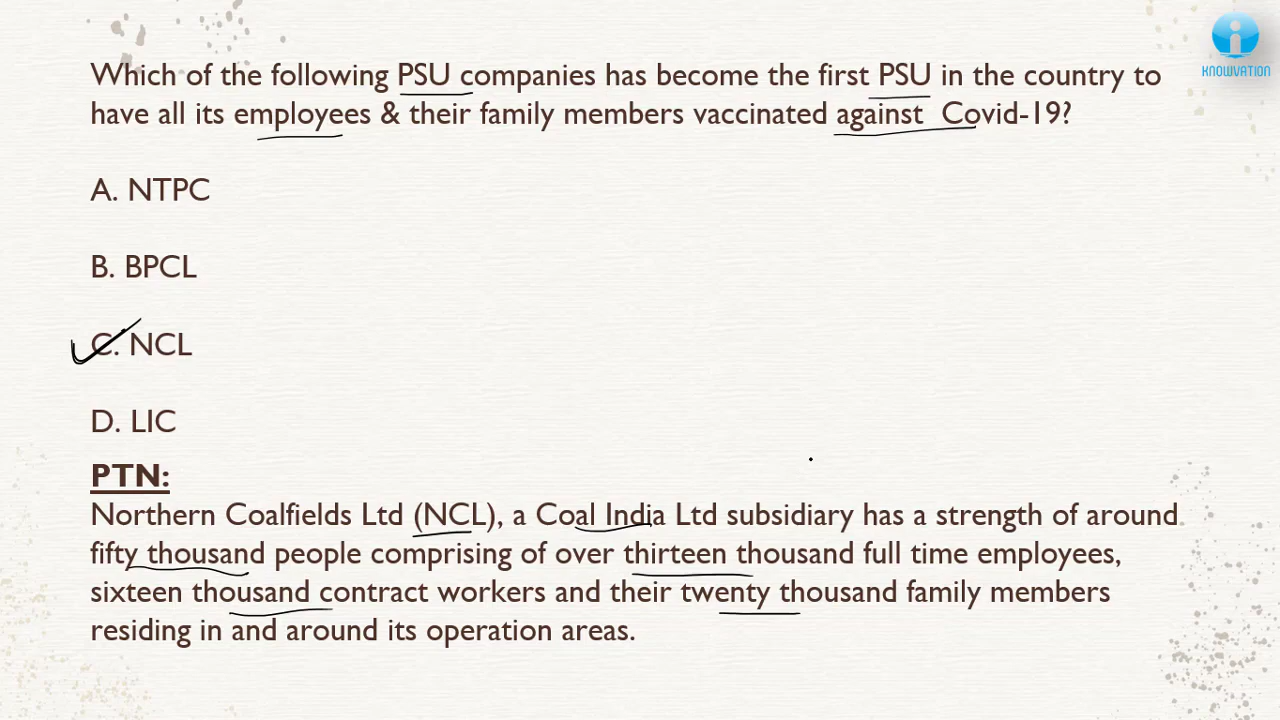 KNOWVATION
Which of the following PSU companies has become the first PSU in the country to
have all its employees & their family members vaccinated against Covid-19?
A. NTPC
B. BPCL
C. NCL
D. LIC
PTN:
Northern Coalfields Ltd (NCL), a Coal India Ltd subsidiary has a strength of around
fifty thousand people comprising of over thirteen thousand full time employees,
sixteen thousand contract workers and their twenty thousand family members
residing in and around its operation areas.